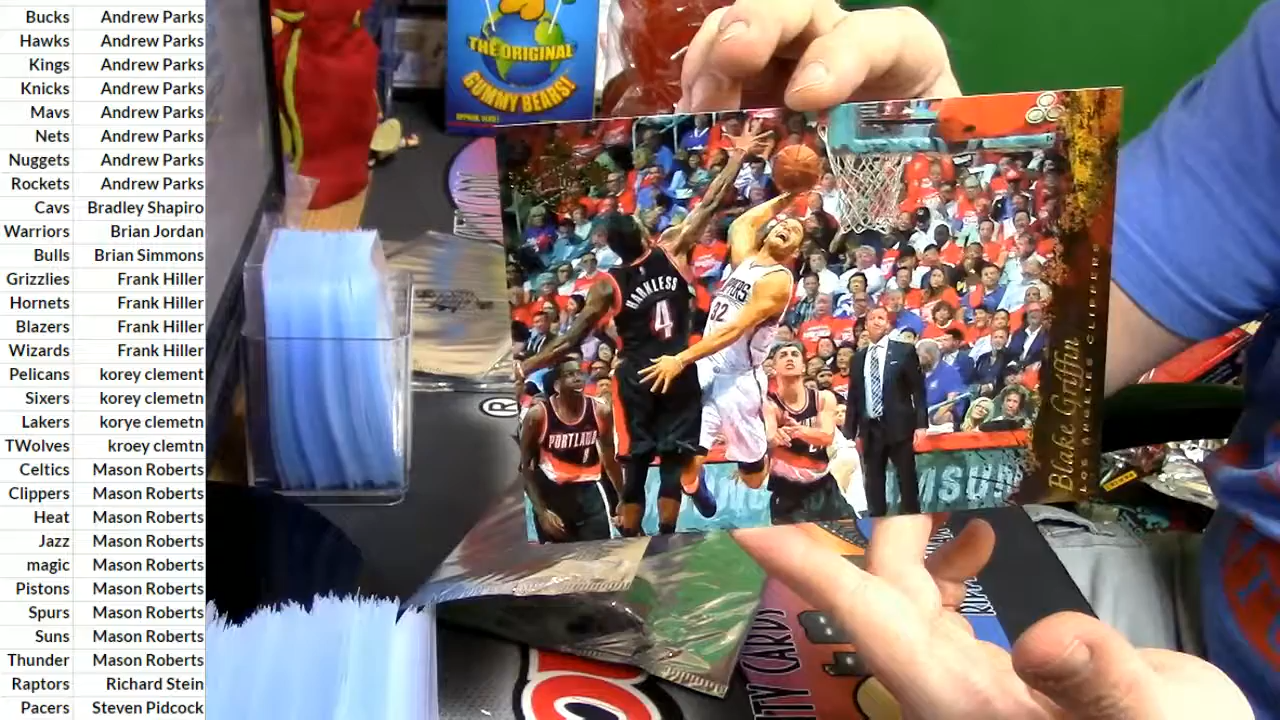 Bucks Andrew Parks
Hawks Andrew Parks
Kings Andrew Parks
Knicks Andrew Parks
Mavs Andrew Parks
Nets Andrew Parks
Nuggets Andrew Parks
Rockets Andrew Parks
Cavs Bradley Shapiro
Warriors Brian Jordan
Bulls Brian Simmons
Grizzlies Frank Hiller
Hornets Frank Hiller
Blazers Frank Hiller
Wizards Frank Hiller
Pelicans korey clement
Sixers korey clemetn
Lakers korye clemetn
TWolves kroey clemtn
Celtics Mason Roberts
Clippers Mason Roberts
Heat Mason Roberts
Jazz Mason Roberts
magic Mason Roberts
Pistons Mason Roberts
Spurs Mason Roberts
Suns Mason Roberts
Thunder Mason Roberts
Raptors Richard Stein
Pacers Steven Pidcock
THE ORIGINAL
GUMMY BEARS!
HARKLESS
4
32
PORTLAND
Blake Griffin
LOS ANGELES CLIPPERS
MSUN
ITY CARDS
R